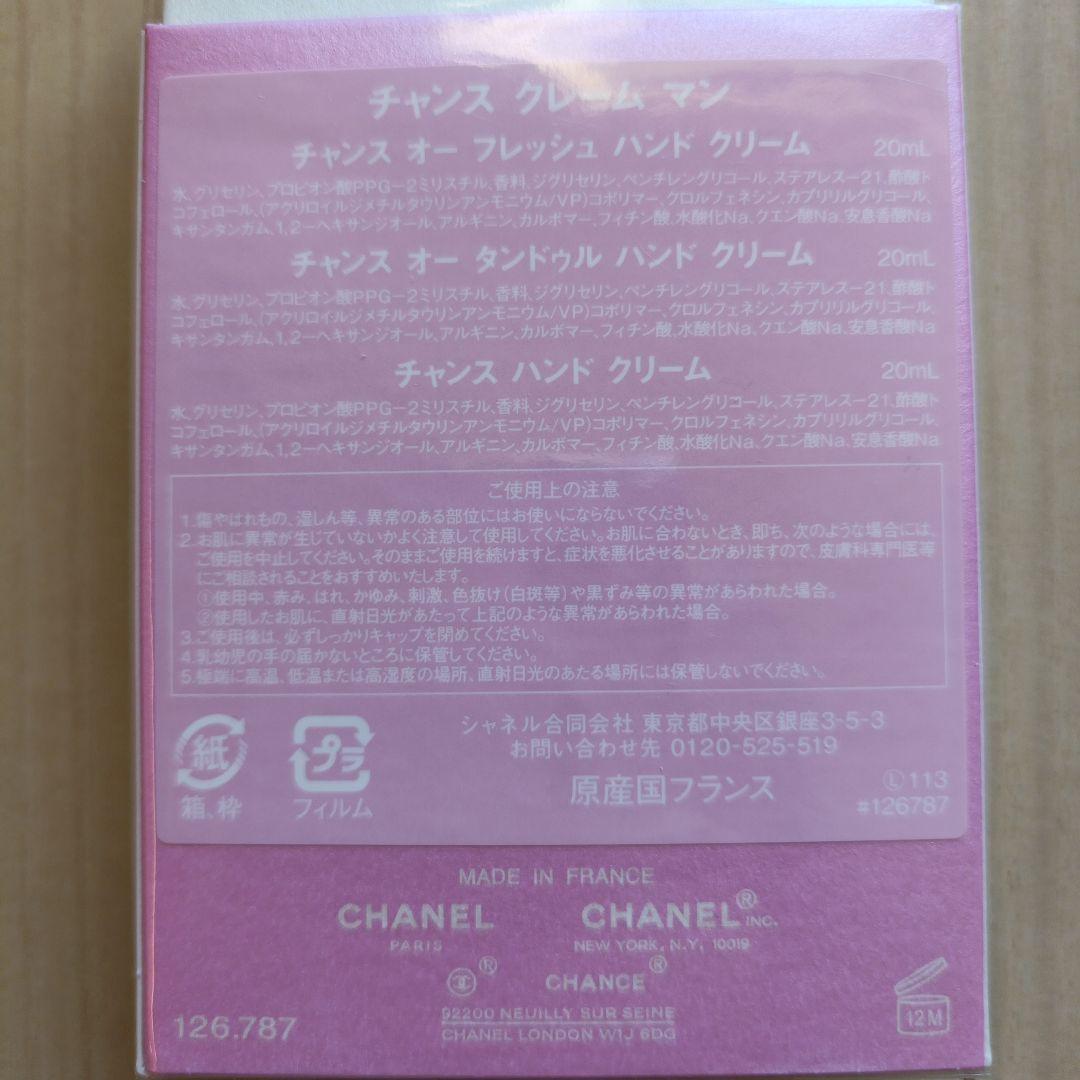 チャンス クレーム マン
チャンス オー フレッシュ ハンド クリーム 20mL
水、グリセリン、プロピオン酸PPG-2ミリスチル、香料、ジグリセリン、ペンチレングリコール、ステアレス-21、酢酸ト
コフェロール、(アクリロイルジメチルタウリンアンモニウム/VP)コポリマー、クロルフェネシン、カプリリルグリコール、
キサンタンガム、1,2-ヘキサンジオール、アルギニン、カルボマー、フィチン酸、水酸化Na、クエン酸Na、安息香酸Na
チャンス オー タンドゥル ハンド クリーム 20mL
水、グリセリン、プロピオン酸PPG-2ミリスチル、香料、ジグリセリン、ペンチレングリコール、ステアレス-21、酢酸ト
コフェロール、(アクリロイルジメチルタウリンアンモニウム/VP)コポリマー、クロルフェネシン、カプリリルグリコール、
キサンタンガム、1,2-ヘキサンジオール、アルギニン、カルボマー、フィチン酸、水酸化Na、クエン酸Na、安息香酸Na
チャンス ハンド クリーム 20mL
水、グリセリン、プロピオン酸PPG-2ミリスチル、香料、ジグリセリン、ペンチレングリコール、ステアレス-21、酢酸ト
コフェロール、(アクリロイルジメチルタウリンアンモニウム/VP)コポリマー、クロルフェネシン、カプリリルグリコール、
キサンタンガム、1,2-ヘキサンジオール、アルギニン、カルボマー、フィチン酸、水酸化Na、クエン酸Na、安息香酸Na
ご使用上の注意
1.傷やはれもの、湿しん等、異常のある部位にはお使いにならないでください。
2.お肌に異常が生じていないかよく注意して使用してください。お肌に合わないとき、即ち、次のような場合には、
ご使用を中止してください。そのままご使用を続けますと、症状を悪化させることがありますので、皮膚科専門医等
にご相談されることをおすすめいたします。
①使用中、赤み、はれ、かゆみ、刺激、色抜け(白斑等)や黒ずみ等の異常があらわれた場合。
②使用したお肌に、直射日光があたって上記のような異常があらわれた場合。
3.ご使用後は、必ずしっかりキャップを閉めてください。
4.乳幼児の手の届かないところに保管してください。
5.極端に高温、低温または高湿度の場所、直射日光のあたる場所には保管しないでください。
紙
箱、枠
プラ
フィルム
シャネル合同会社 東京都中央区銀座3-5-3
お問い合わせ先 0120-525-519
原産国フランス
Ⓛ113
#126787
MADE IN FRANCE
CHANEL
PARIS
CHANEL® INC.
NEW YORK, N.Y. 10019
® CHANCE®
92200 NEUILLY SUR SEINE
CHANEL LONDON W1J 6DG
126.787
12M